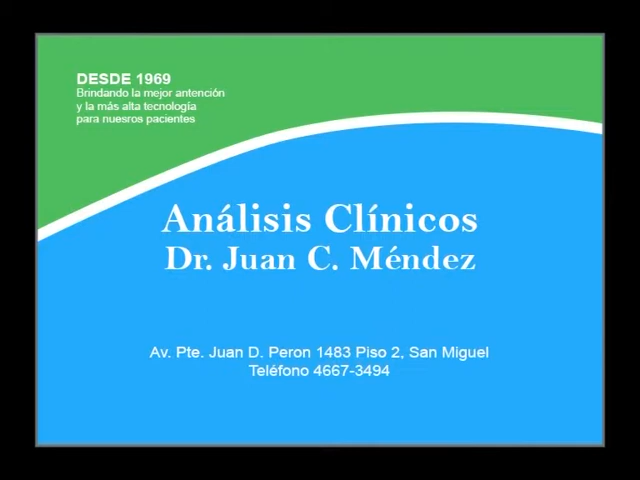 DESDE 1969
Brindando la mejor antención
y la más alta tecnología
para nuesros pacientes
Análisis Clínicos
Dr. Juan C. Méndez
Av. Pte. Juan D. Peron 1483 Piso 2, San Miguel
Teléfono 4667-3494